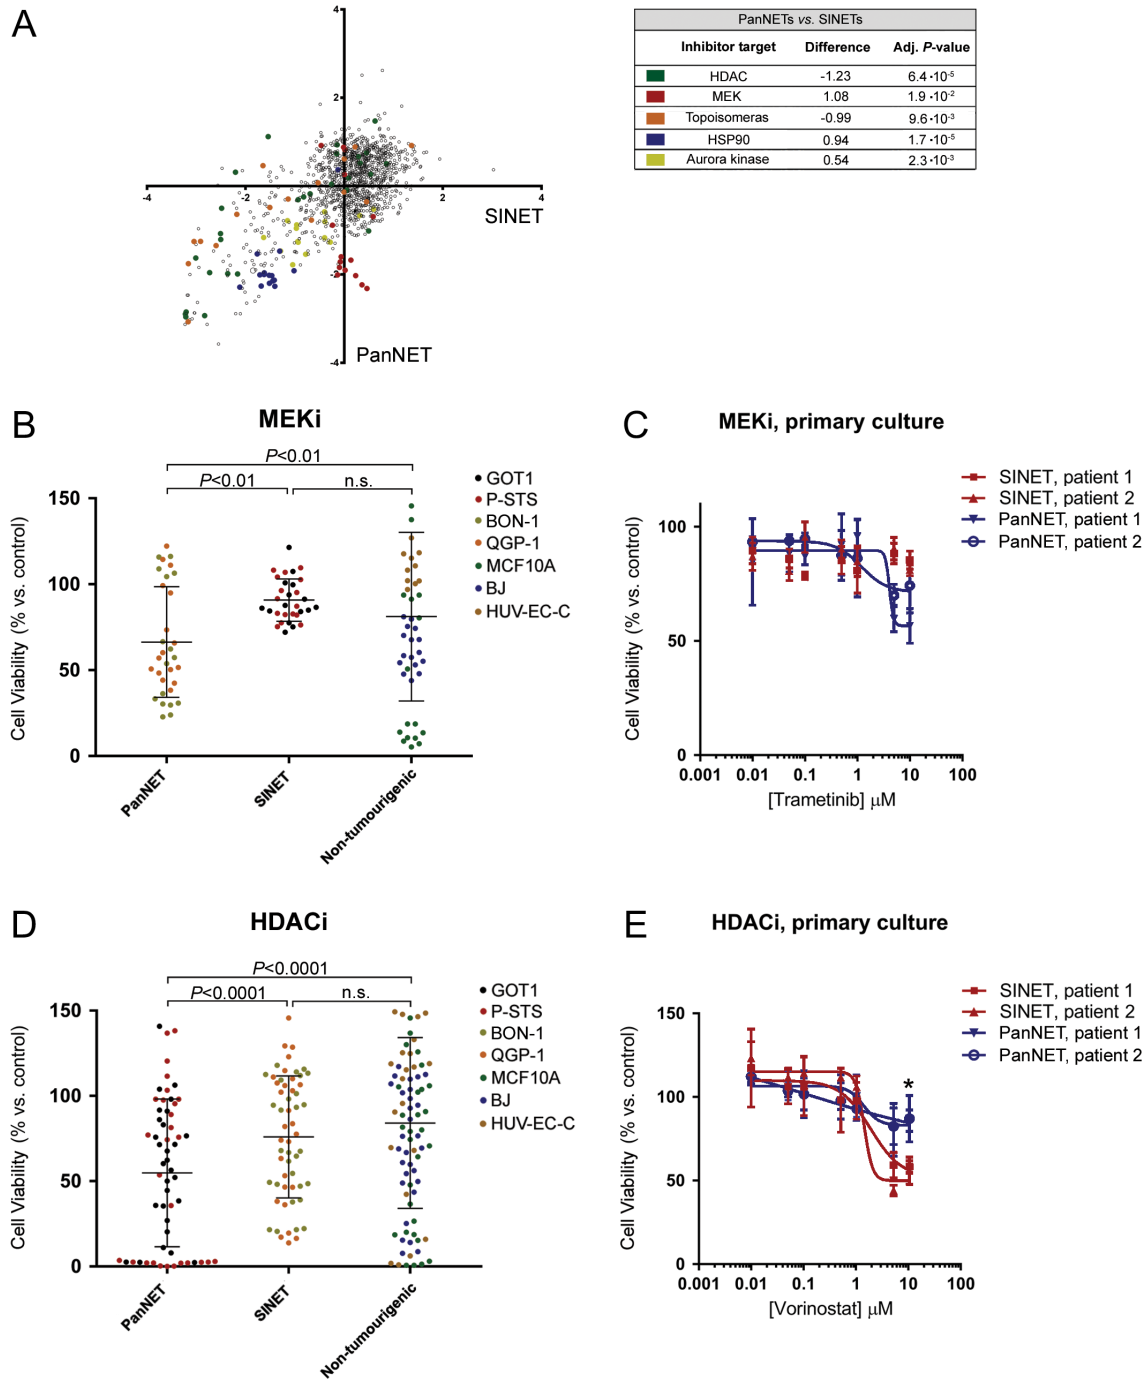 A
4
2
-4
-2
2
4
-2
-4
SINET
PanNET
PanNETs vs. SINETs
Inhibitor target Difference Adj. P-value
HDAC -1.23 6.4·10-5
MEK 1.08 1.9·10-2
Topoisomeras -0.99 9.6·10-3
HSP90 0.94 1.7·10-5
Aurora kinase 0.54 2.3·10-3
B
MEKi
P<0.01
P<0.01
n.s.
Cell Viability (% vs. control)
150
100
50
0
PanNET
SINET
Non-tumourigenic
GOT1
P-STS
BON-1
QGP-1
MCF10A
BJ
HUV-EC-C
C
MEKi, primary culture
Cell Viability (% vs. control)
100
50
0
0.001 0.01 0.1 1 10 100
[Trametinib] μM
SINET, patient 1
SINET, patient 2
PanNET, patient 1
PanNET, patient 2
D
HDACi
P<0.0001
P<0.0001
n.s.
Cell Viability (% vs. control)
150
100
50
0
PanNET
SINET
Non-tumourigenic
GOT1
P-STS
BON-1
QGP-1
MCF10A
BJ
HUV-EC-C
E
HDACi, primary culture
Cell Viability (% vs. control)
150
100
50
0
*
0.001 0.01 0.1 1 10 100
[Vorinostat] μM
SINET, patient 1
SINET, patient 2
PanNET, patient 1
PanNET, patient 2